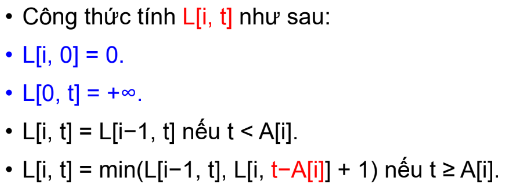 • Công thức tính L[i, t] như sau:
• L[i, 0] = 0.
• L[0, t] = +∞.
• L[i, t] = L[i−1, t] nếu t < A[i].
• L[i, t] = min(L[i−1, t], L[i, t−A[i]] + 1) nếu t ≥ A[i].